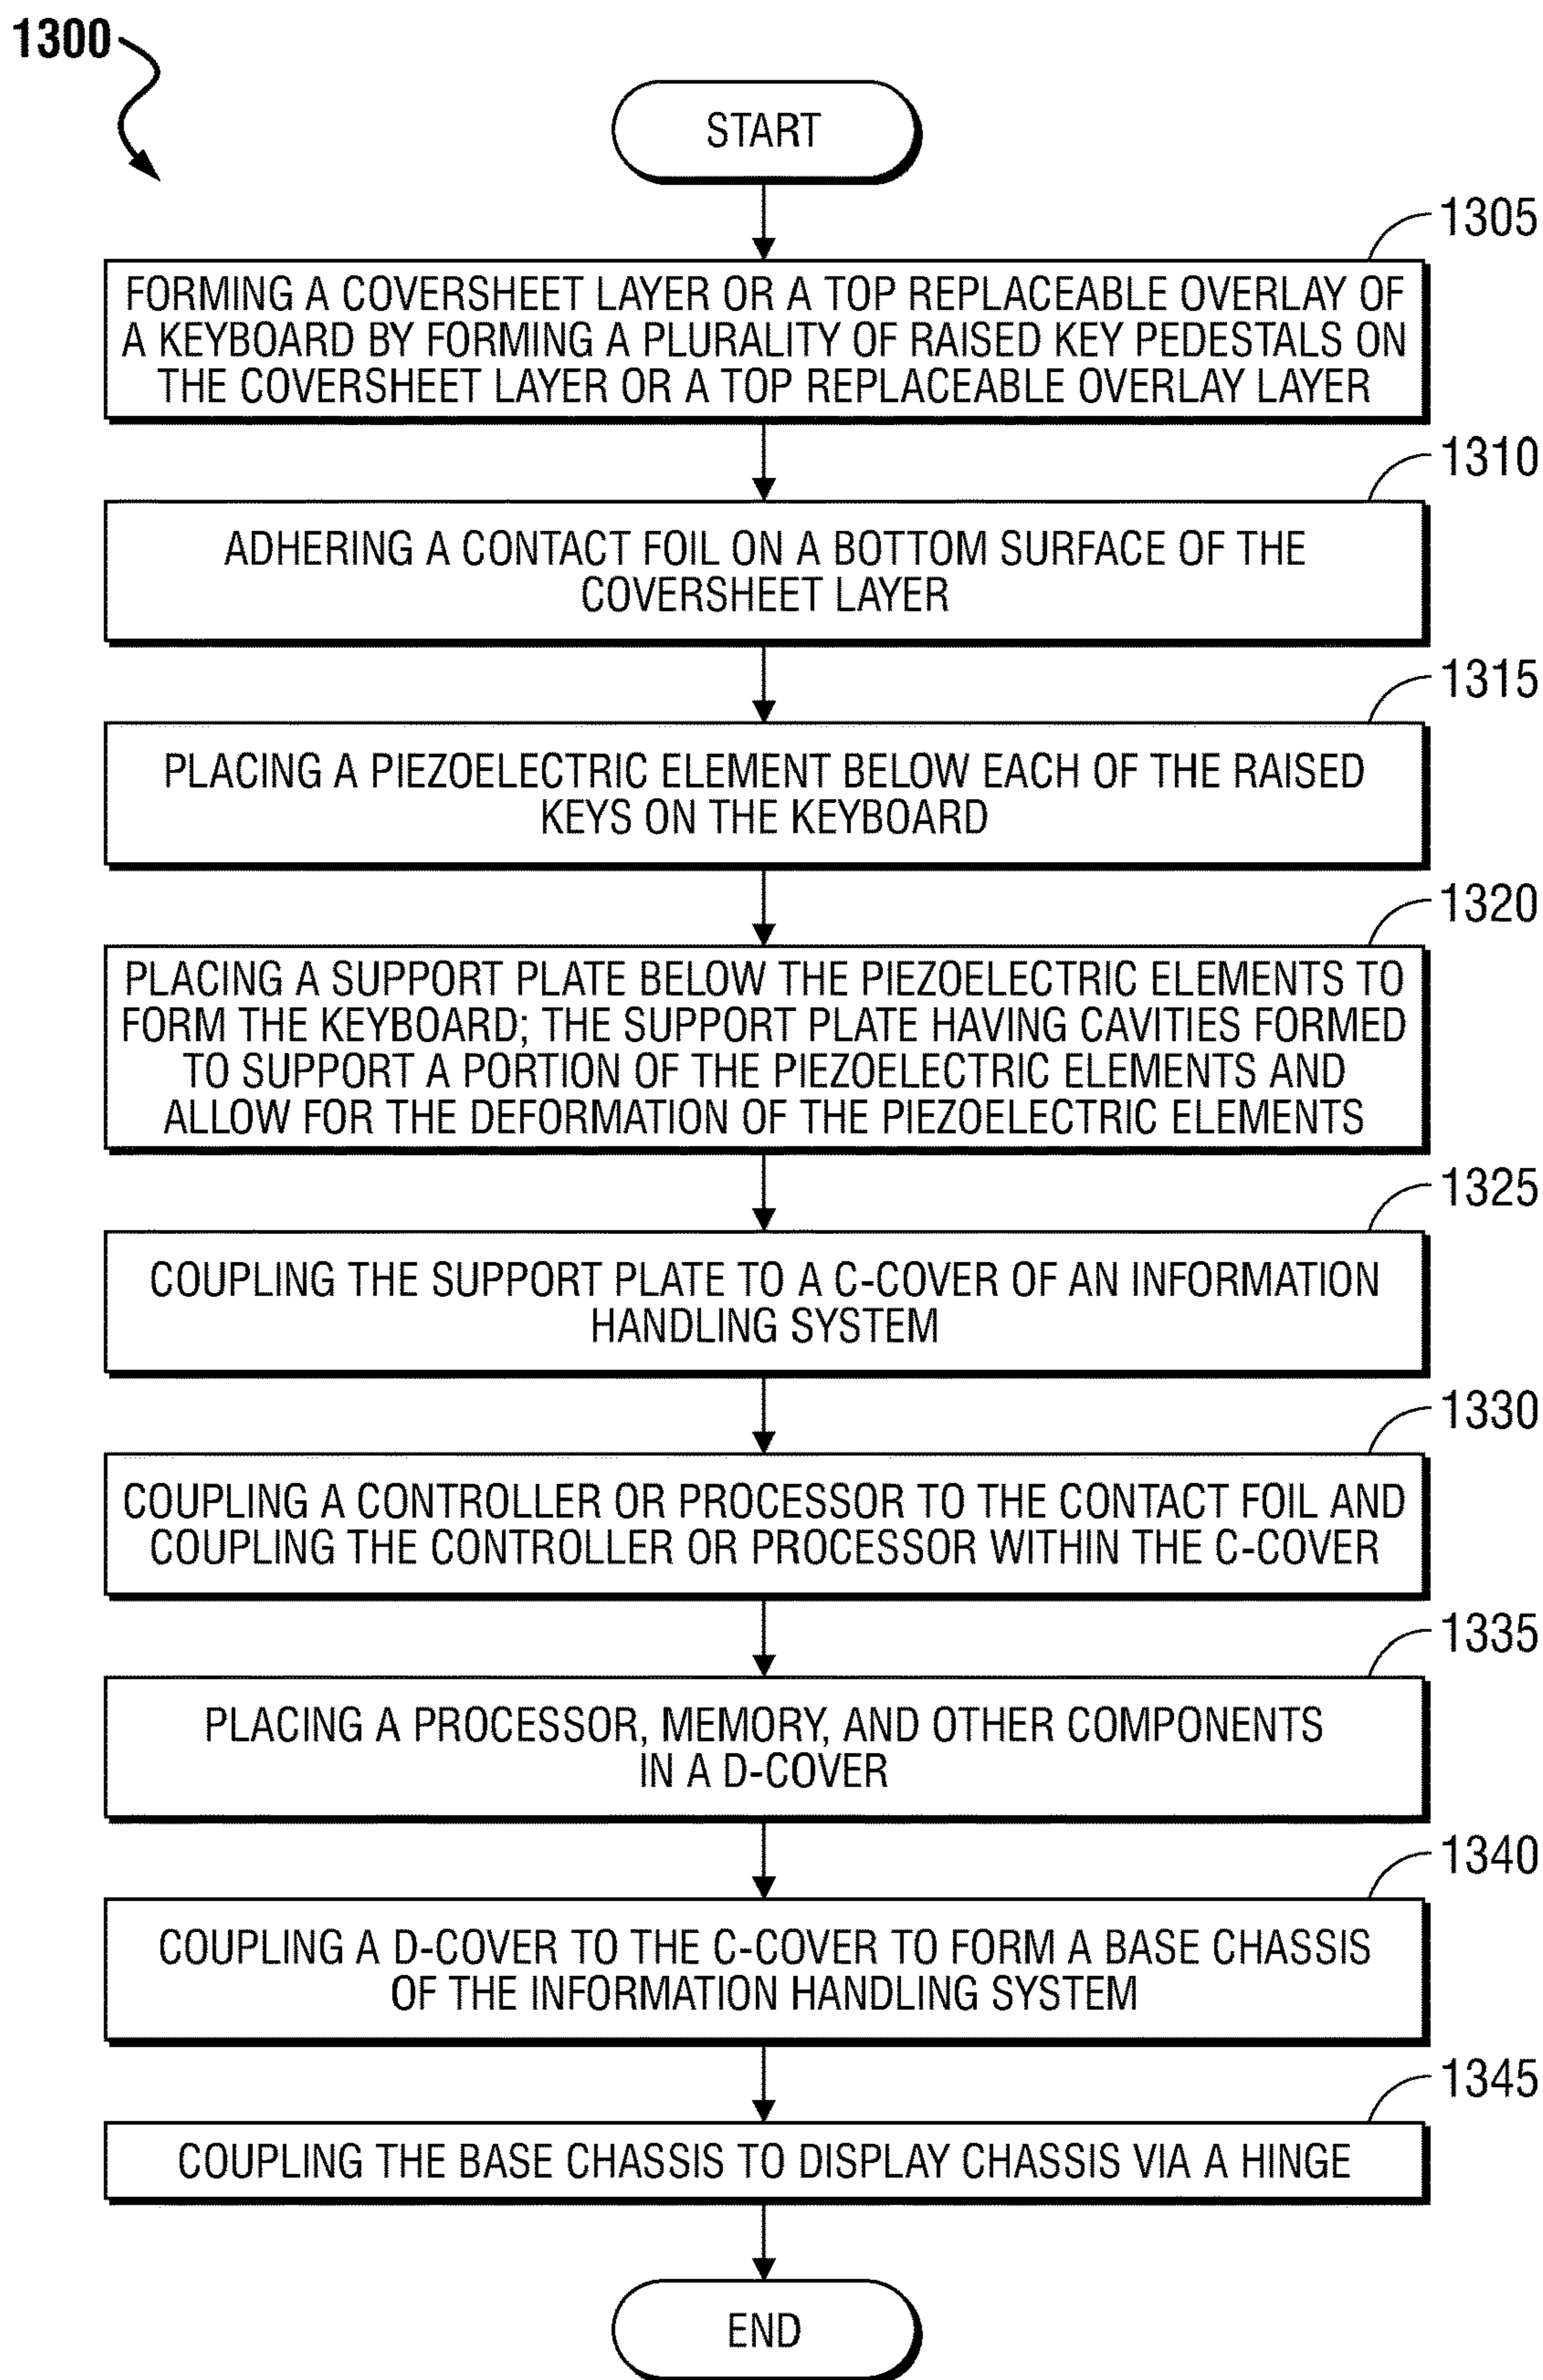 1300
START
1305
FORMING A COVERSHEET LAYER OR A TOP REPLACEABLE OVERLAY OF
A KEYBOARD BY FORMING A PLURALITY OF RAISED KEY PEDESTALS ON
THE COVERSHEET LAYER OR A TOP REPLACEABLE OVERLAY LAYER
1310
ADHERING A CONTACT FOIL ON A BOTTOM SURFACE OF THE
COVERSHEET LAYER
1315
PLACING A PIEZOELECTRIC ELEMENT BELOW EACH OF THE RAISED
KEYS ON THE KEYBOARD
1320
PLACING A SUPPORT PLATE BELOW THE PIEZOELECTRIC ELEMENTS TO
FORM THE KEYBOARD; THE SUPPORT PLATE HAVING CAVITIES FORMED
TO SUPPORT A PORTION OF THE PIEZOELECTRIC ELEMENTS AND
ALLOW FOR THE DEFORMATION OF THE PIEZOELECTRIC ELEMENTS
1325
COUPLING THE SUPPORT PLATE TO A C-COVER OF AN INFORMATION
HANDLING SYSTEM
1330
COUPLING A CONTROLLER OR PROCESSOR TO THE CONTACT FOIL AND
COUPLING THE CONTROLLER OR PROCESSOR WITHIN THE C-COVER
1335
PLACING A PROCESSOR, MEMORY, AND OTHER COMPONENTS
IN A D-COVER
1340
COUPLING A D-COVER TO THE C-COVER TO FORM A BASE CHASSIS
OF THE INFORMATION HANDLING SYSTEM
1345
COUPLING THE BASE CHASSIS TO DISPLAY CHASSIS VIA A HINGE
END